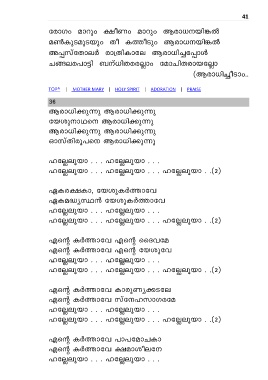 41
രോഗം മാറും ക്ഷീണം മാറും ആരാധനയിങ്കൽ
മൺകുടമുടയും തീ കത്തീടും ആരാധനയിങ്കൽ
അപ്പസ്തോലർ രാത്രികാലേ ആരാധിച്ചപ്പോൾ
ചങ്ങലപൊട്ടി ബന്ധിതരെല്ലാം മോചിതരായല്ലോ
(ആരാധിച്ചീടാം..
TOP^ | MOTHER MARY | HOLY SPIRIT | ADORATION | PRAISE
36
ആരാധിക്കുന്നു ആരാധിക്കുന്നു
യേശുനാഥനെ ആരാധിക്കുന്നു
ആരാധിക്കുന്നു ആരാധിക്കുന്നു
ഓസ്തിരൂപനെ ആരാധിക്കുന്നു
ഹല്ലേലൂയാ . . . ഹല്ലേലൂയാ . . .
ഹല്ലേലൂയാ . . . ഹല്ലേലൂയാ . . . ഹല്ലേലൂയാ . .(2)
ഏകരക്ഷകാ, യേശുകർത്താവേ
ഏകമദ്ധ്യസ്ഥൻ യേശുകർത്താവേ
ഹല്ലേലൂയാ . . . ഹല്ലേലൂയാ . . .
ഹല്ലേലൂയാ . . . ഹല്ലേലൂയാ . . . ഹല്ലേലൂയാ . .(2)
എന്റെ കർത്താവേ എന്റെ ദൈവമേ
എന്റെ കർത്താവേ എന്റെ യേശുവേ
ഹല്ലേലൂയാ . . . ഹല്ലേലൂയാ . . .
ഹല്ലേലൂയാ . . . ഹല്ലേലൂയാ . . . ഹല്ലേലൂയാ . .(2)
എന്റെ കർത്താവേ കാരുണ്യക്കടലേ
എന്റെ കർത്താവേ സ്നേഹസാഗരമേ
ഹല്ലേലൂയാ . . . ഹല്ലേലൂയാ . . .
ഹല്ലേലൂയാ . . . ഹല്ലേലൂയാ . . . ഹല്ലേലൂയാ . .(2)
എന്റെ കർത്താവേ പാപമോചകാ
എന്റെ കർത്താവേ ക്ഷമാശീലനേ
ഹല്ലേലൂയാ . . . ഹല്ലേലൂയാ . . .